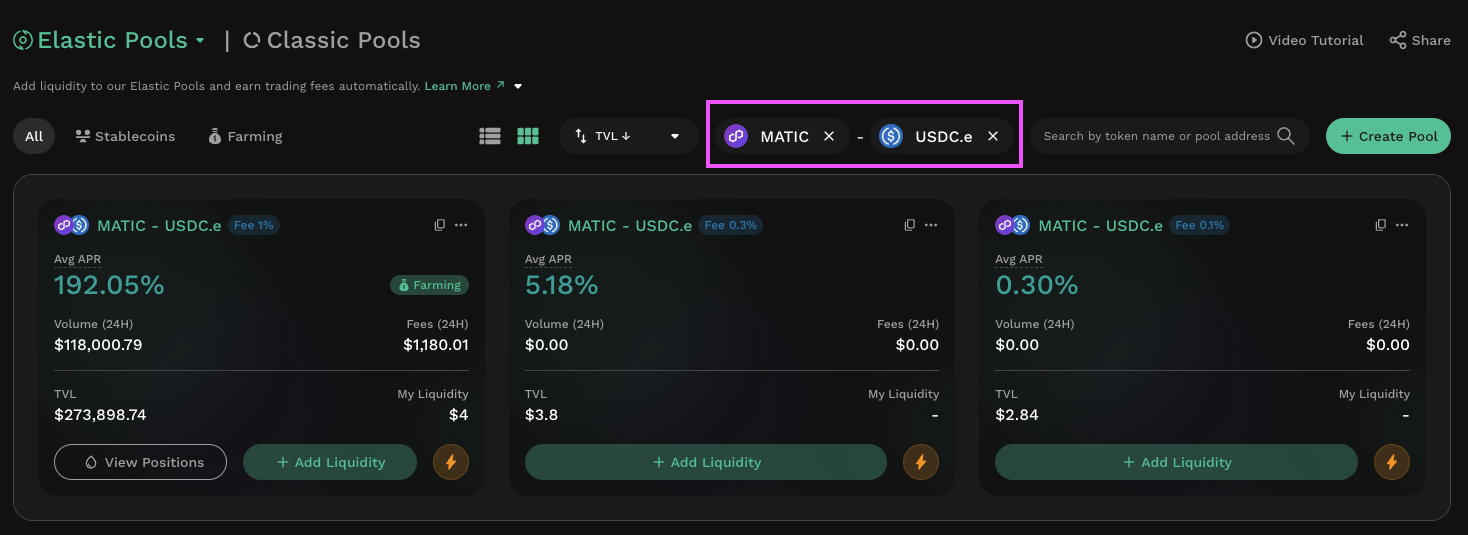 Elastic Pools | Classic Pools
Video Tutorial Share
Add liquidity to our Elastic Pools and earn trading fees automatically. Learn More ↗
All Stablecoins Farming TVL ↓ MATIC - USDC.e Search by token name or pool address + Create Pool
MATIC - USDC.e Fee 1%
Avg APR
192.05% Farming
Volume (24H) Fees (24H)
$118,000.79 $1,180.01
TVL My Liquidity
$273,898.74 $4
View Positions + Add Liquidity
MATIC - USDC.e Fee 0.3%
Avg APR
5.18%
Volume (24H) Fees (24H)
$0.00 $0.00
TVL My Liquidity
$3.8 -
+ Add Liquidity
MATIC - USDC.e Fee 0.1%
Avg APR
0.30%
Volume (24H) Fees (24H)
$0.00 $0.00
TVL My Liquidity
$2.84 -
+ Add Liquidity